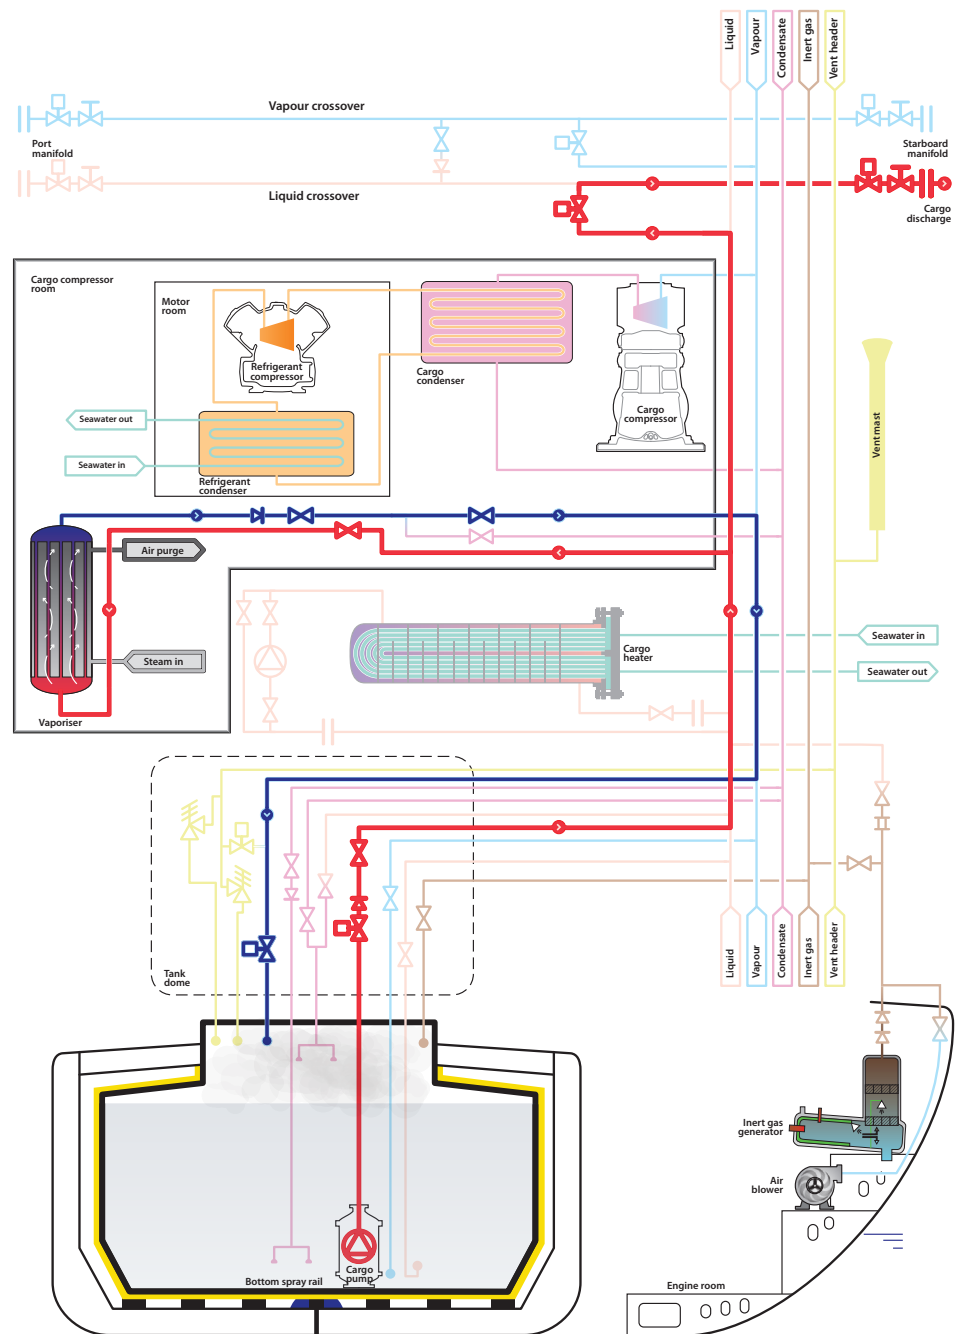 Liquid
Vapour
Condensate
Inert gas
Vent header
Vapour crossover
Port
manifold
Starboard
manifold
Liquid crossover
Cargo
discharge
Cargo compressor
room
Motor
room
Refrigerant
compressor
Cargo
condenser
Cargo
compressor
Seawater out
Seawater in
Refrigerant
condenser
Vent mast
Air purge
Steam in
Vaporiser
Cargo
heater
Seawater in
Seawater out
Tank
dome
Liquid
Vapour
Condensate
Inert gas
Vent header
Inert gas
generator
Air
blower
Cargo
pump
Bottom spray rail
Engine room